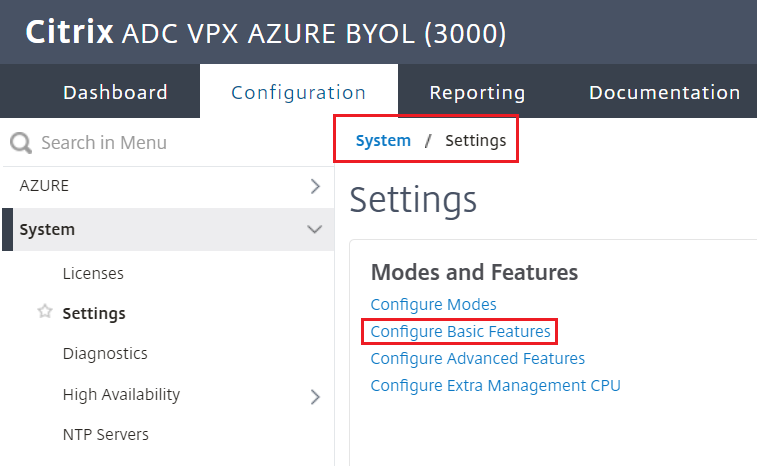 Citrix ADC VPX AZURE BYOL (3000)
Dashboard Configuration Reporting Documentation
Search in Menu
AZURE
System
Licenses
Settings
Diagnostics
High Availability
NTP Servers
System / Settings
Settings
Modes and Features
Configure Modes
Configure Basic Features
Configure Advanced Features
Configure Extra Management CPU